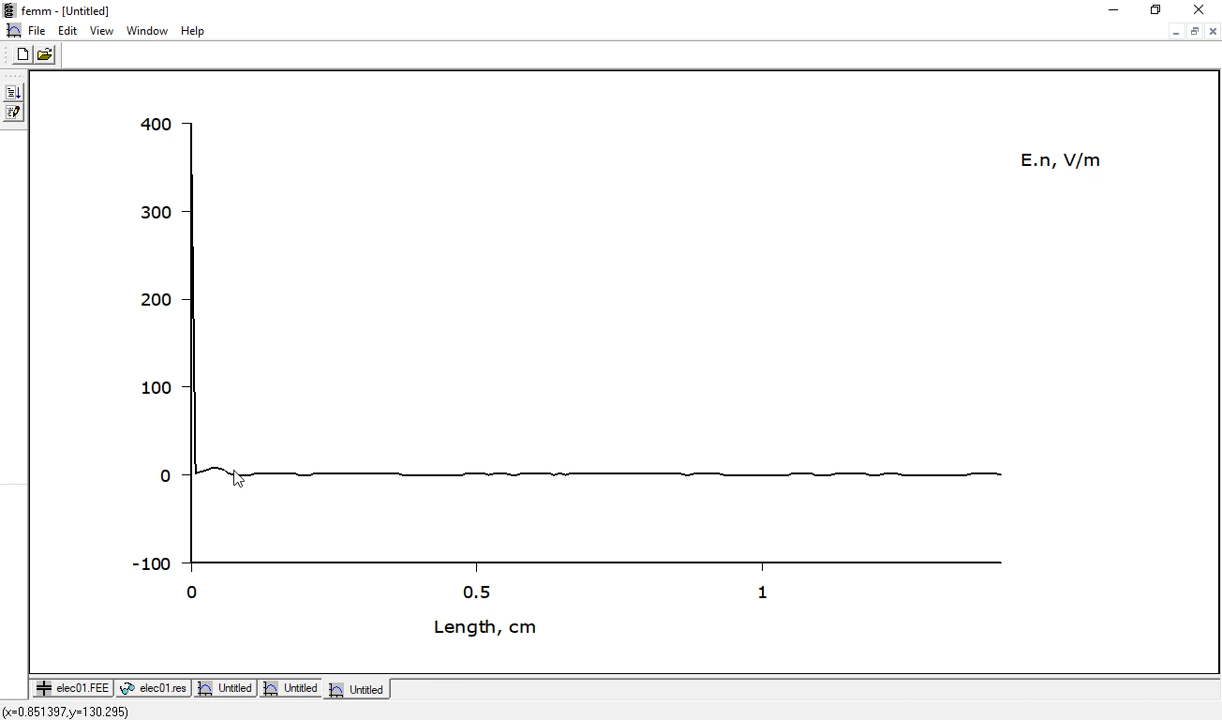 femm - [Untitled]
File Edit View Window Help
400
E.n, V/m
300
200
100
0
-100
0 0.5 1
Length, cm
elec01.FEE elec01.res Untitled Untitled Untitled
(x=0.851397,y=130.295)